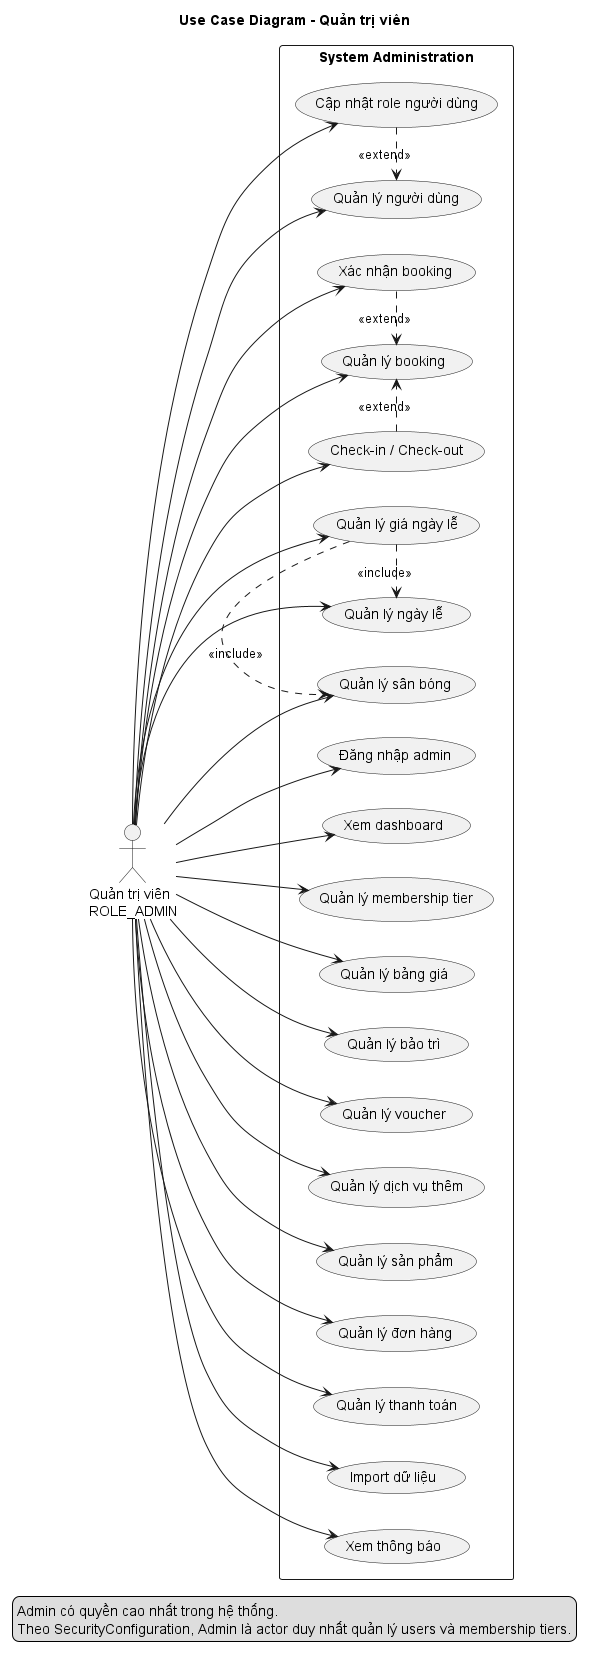 Use Case Diagram - Quản trị viên
System Administration
Cập nhật role người dùng
«extend»
Quản lý người dùng
Xác nhận booking
«extend»
Quản lý booking
«extend»
Check-in / Check-out
Quản lý giá ngày lễ
«include»
Quản lý ngày lễ
«include»
Quản lý sân bóng
Đăng nhập admin
Xem dashboard
Quản trị viên
ROLE_ADMIN
Quản lý membership tier
Quản lý bảng giá
Quản lý bảo trì
Quản lý voucher
Quản lý dịch vụ thêm
Quản lý sản phẩm
Quản lý đơn hàng
Quản lý thanh toán
Import dữ liệu
Xem thông báo
Admin có quyền cao nhất trong hệ thống.
Theo SecurityConfiguration, Admin là actor duy nhất quản lý users và membership tiers.